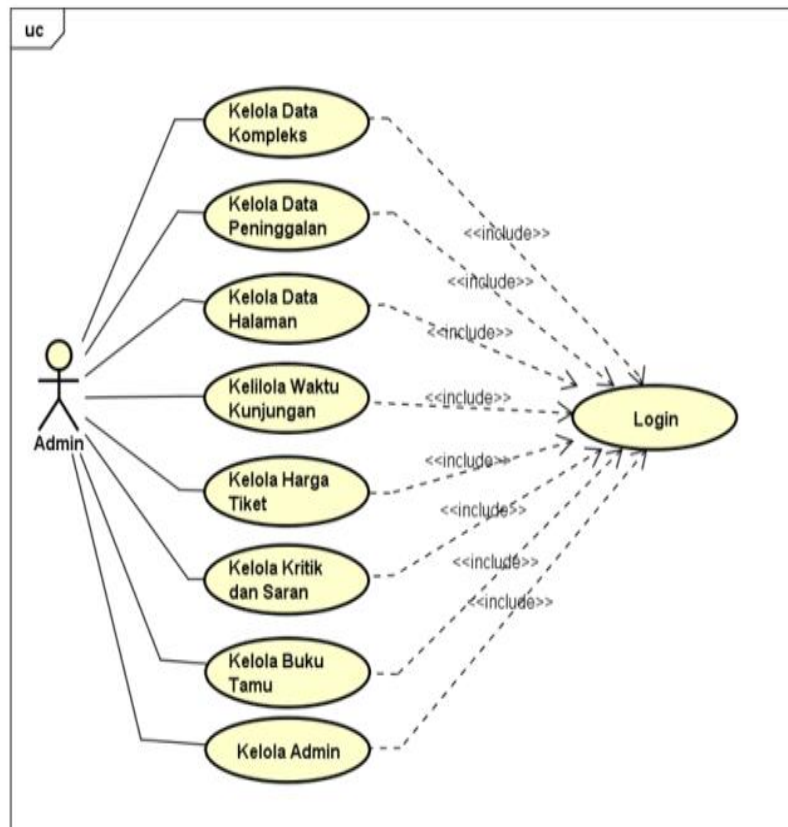 uc
Kelola Data
Kompleks
Kelola Data
Peninggalan
Kelola Data
Halaman
Kelilola Waktu
Kunjungan
Kelola Harga
Tiket
Kelola Kritik
dan Saran
Kelola Buku
Tamu
Kelola Admin
Admin
<<include>>
<<include>>
<<include>>
<<include>>
<<include>>
<<include>>
<<include>>
<<include>>
Login